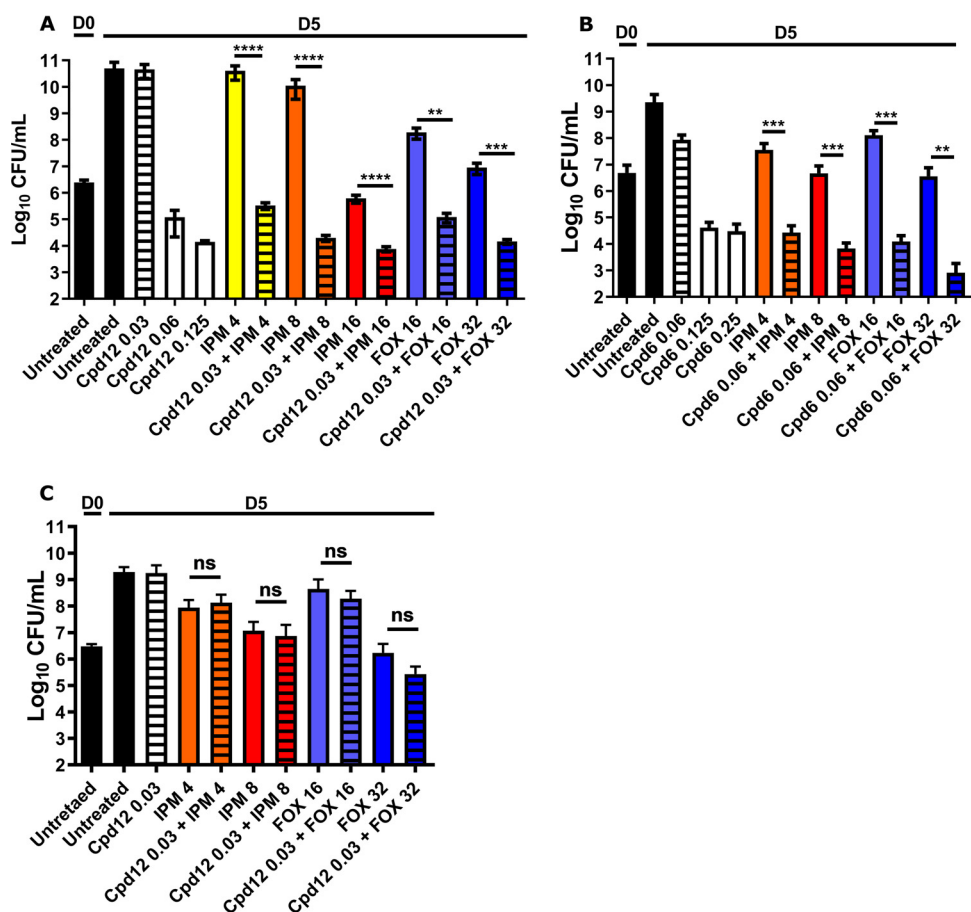 A
D0
D5
Log10 CFU/mL
11
10
9
8
7
6
5
4
3
2
****
****
****
**
***
Untreated
Untreated
Cpd12 0.03
Cpd12 0.06
Cpd12 0.125
IPM 4
Cpd12 0.03 + IPM 4
IPM 8
Cpd12 0.03 + IPM 8
IPM 16
Cpd12 0.03 + IPM 16
FOX 16
Cpd12 0.03 + FOX 16
FOX 32
Cpd12 0.03 + FOX 32
B
D0
D5
Log10 CFU/mL
11
10
9
8
7
6
5
4
3
2
***
***
***
**
Untreated
Untreated
Cpd6 0.06
Cpd6 0.125
Cpd6 0.25
IPM 4
Cpd6 0.06 + IPM 4
IPM 8
Cpd6 0.06 + IPM 8
FOX 16
Cpd6 0.06 + FOX 16
FOX 32
Cpd6 0.06 + FOX 32
C
D0
D5
Log10 CFU/mL
11
10
9
8
7
6
5
4
3
2
ns
ns
ns
ns
Untretaed
Untreated
Cpd12 0.03
IPM 4
Cpd12 0.03 + IPM 4
IPM 8
Cpd12 0.03 + IPM 8
FOX 16
Cpd12 0.03 + FOX 16
FOX 32
Cpd12 0.03 + FOX 32